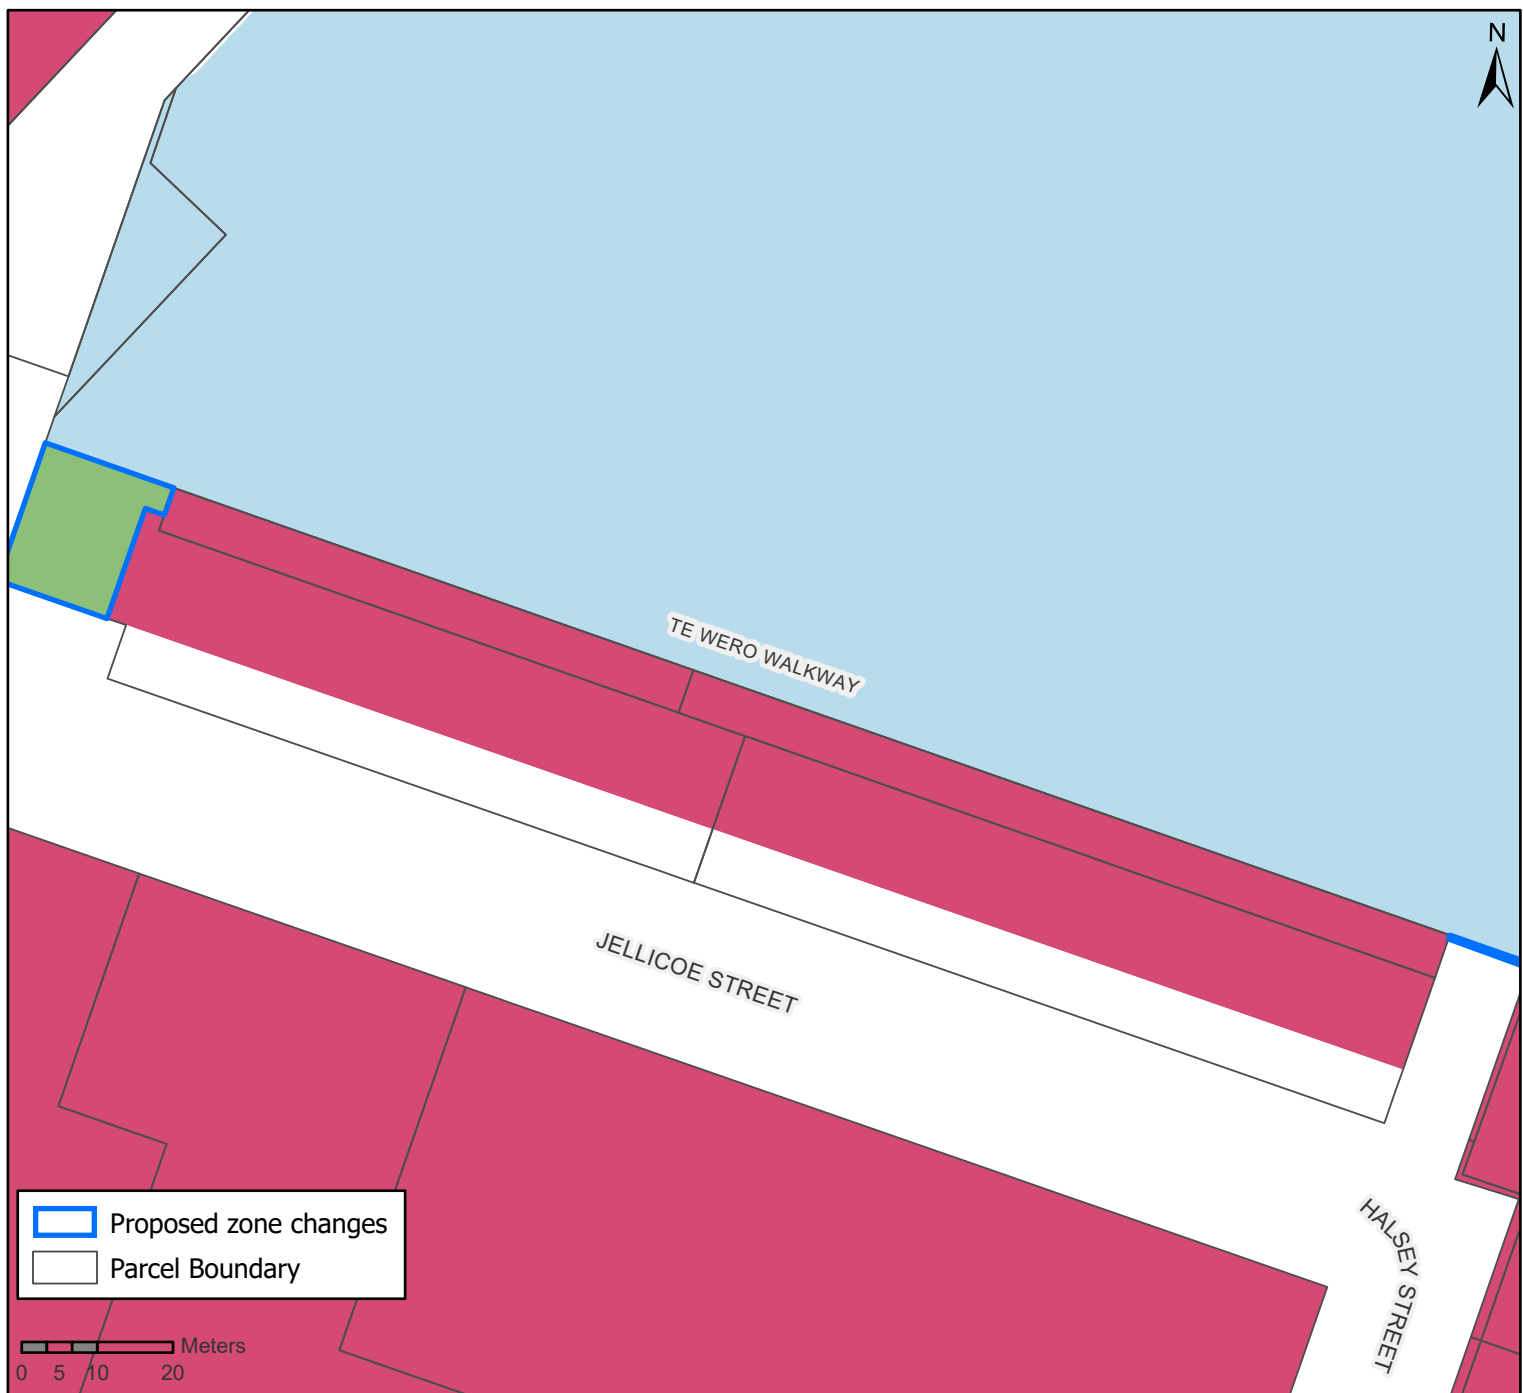 N
TE WERO WALKWAY
JELLICOE STREET
HALSEY STREET
Proposed zone changes
Parcel Boundary
Meters
0 5 10 20